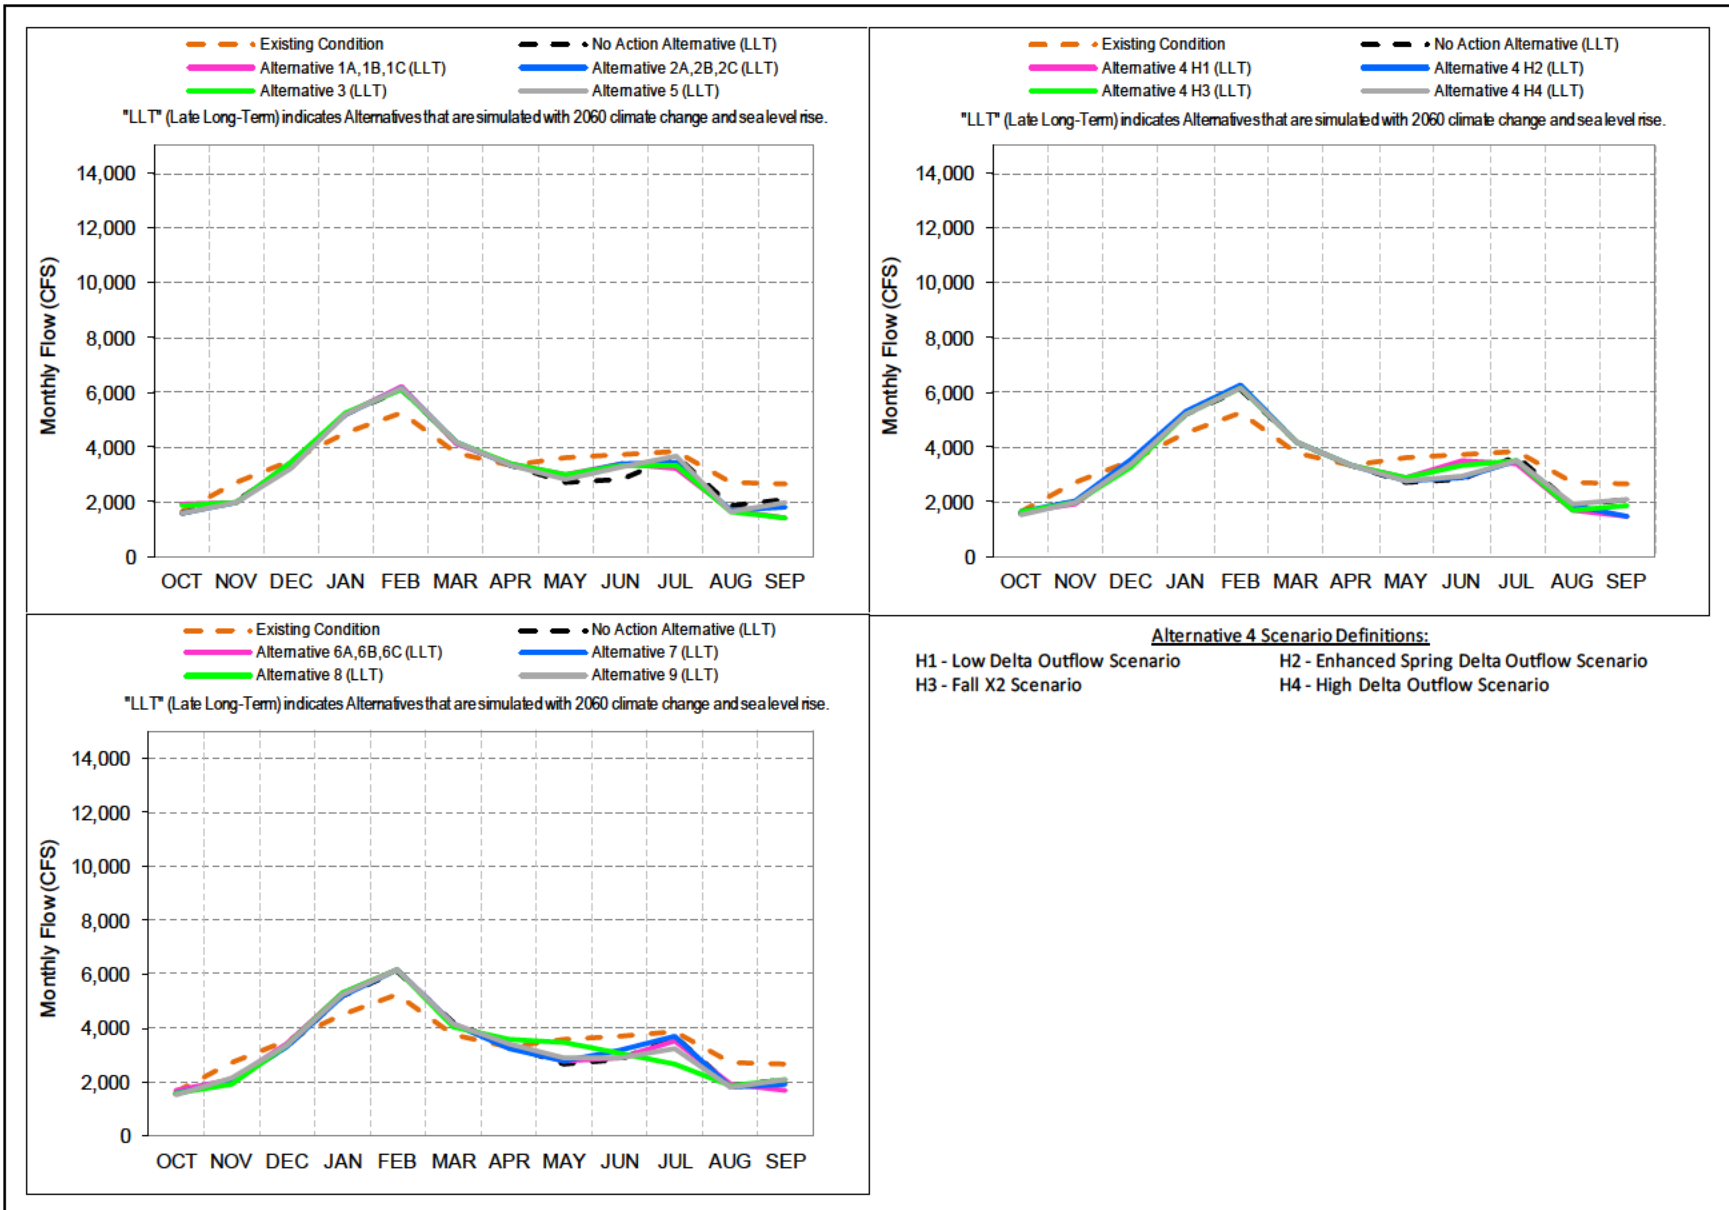 Existing Condition No Action Alternative (LLT)
Alternative 1A,1B,1C (LLT) Alternative 2A,2B,2C (LLT)
Alternative 3 (LLT) Alternative 5 (LLT)
"LLT" (Late Long-Term) indicates Alternatives that are simulated with 2060 climate change and sea level rise.
Monthly Flow (CFS)
14,000
12,000
10,000
8,000
6,000
4,000
2,000
0
OCT NOV DEC JAN FEB MAR APR MAY JUN JUL AUG SEP
Existing Condition No Action Alternative (LLT)
Alternative 4 H1 (LLT) Alternative 4 H2 (LLT)
Alternative 4 H3 (LLT) Alternative 4 H4 (LLT)
"LLT" (Late Long-Term) indicates Alternatives that are simulated with 2060 climate change and sea level rise.
Monthly Flow (CFS)
14,000
12,000
10,000
8,000
6,000
4,000
2,000
0
OCT NOV DEC JAN FEB MAR APR MAY JUN JUL AUG SEP
Existing Condition No Action Alternative (LLT)
Alternative 6A,6B,6C (LLT) Alternative 7 (LLT)
Alternative 8 (LLT) Alternative 9 (LLT)
"LLT" (Late Long-Term) indicates Alternatives that are simulated with 2060 climate change and sea level rise.
Monthly Flow (CFS)
14,000
12,000
10,000
8,000
6,000
4,000
2,000
0
OCT NOV DEC JAN FEB MAR APR MAY JUN JUL AUG SEP
Alternative 4 Scenario Definitions:
H1 - Low Delta Outflow Scenario H2 - Enhanced Spring Delta Outflow Scenario
H3 - Fall X2 Scenario H4 - High Delta Outflow Scenario